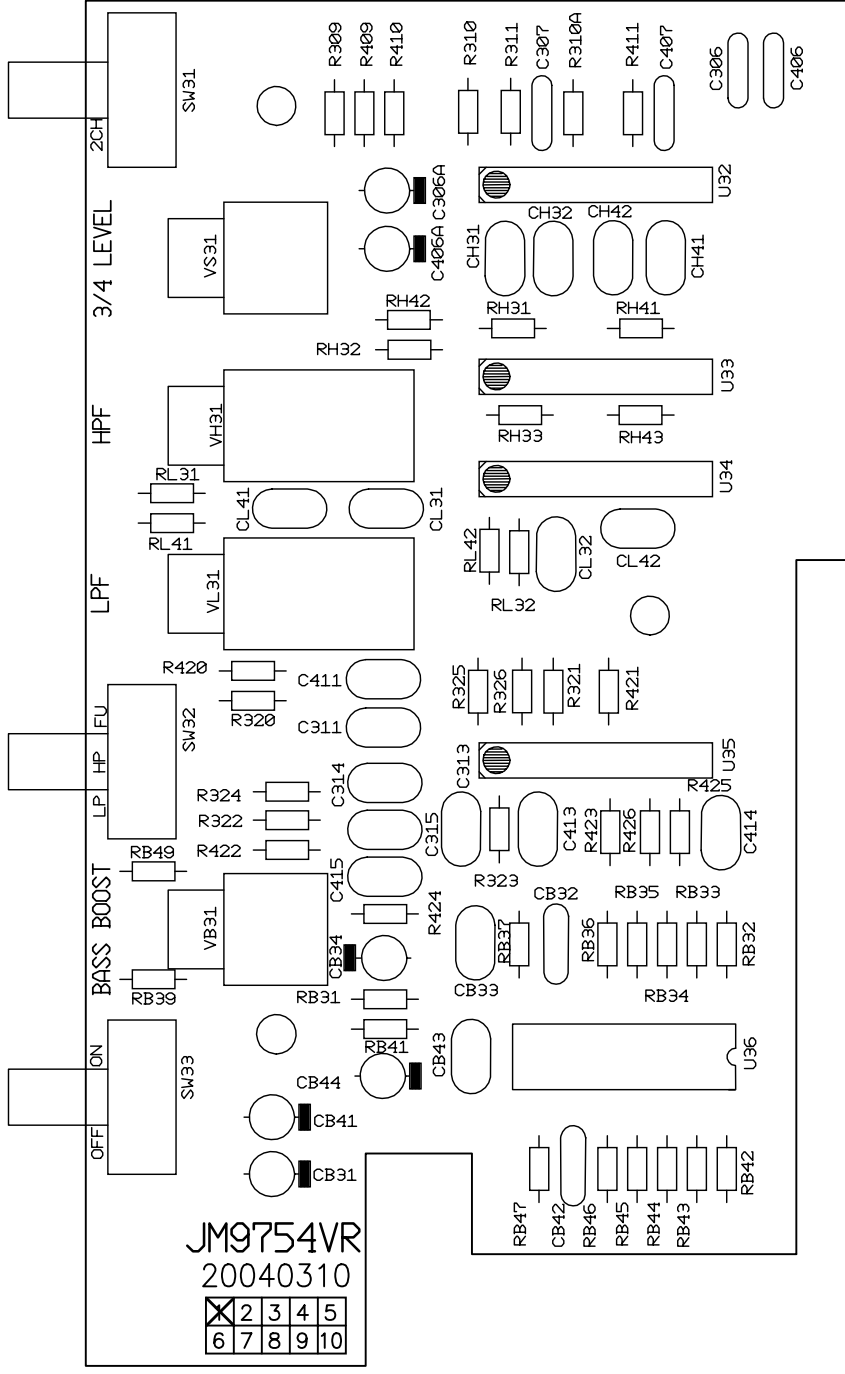 R309
R409
R410
R310
R311
C307
R310A
R411
C407
C306
C406
SW31
2CH
C306A
U32
3/4 LEVEL
VS31
C406A
CH31
CH32
CH42
CH41
RH42
RH31
RH41
RH32
U33
HPF
VH31
RH33
RH43
RL31
CL41
CL31
U34
RL41
RL42
CL32
CL42
LPF
VL31
RL32
R420
C411
R325
R326
R321
R421
R320
C311
LP HP FU
SW32
C313
U35
R324
C314
R425
R322
C315
C413
R423
R426
C414
R422
RB49
C415
R323
BASS BOOST
VB31
R424
CB32
RB35
RB33
CB34
RB37
RB36
RB32
RB39
RB31
CB33
RB34
OFF ON
SW33
RB41
CB43
U36
CB44
CB41
CB31
RB47
CB42
RB46
RB45
RB44
RB43
RB42
JM9754VR
20040310
1 2 3 4 5
6 7 8 9 10